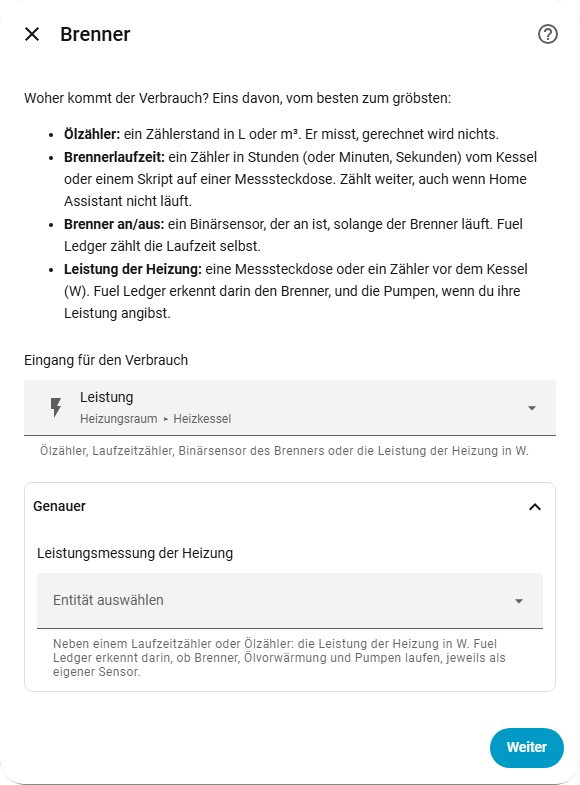 Brenner
Woher kommt der Verbrauch? Eins davon, vom besten zum gröbsten:
• Ölzähler: ein Zählerstand in L oder m³. Er misst, gerechnet wird nichts.
• Brennerlaufzeit: ein Zähler in Stunden (oder Minuten, Sekunden) vom Kessel
oder einem Skript auf einer Messsteckdose. Zählt weiter, auch wenn Home
Assistant nicht läuft.
• Brenner an/aus: ein Binärsensor, der an ist, solange der Brenner läuft. Fuel
Ledger zählt die Laufzeit selbst.
• Leistung der Heizung: eine Messsteckdose oder ein Zähler vor dem Kessel
(W). Fuel Ledger erkennt darin den Brenner, und die Pumpen, wenn du ihre
Leistung angibst.
Eingang für den Verbrauch
Leistung
Heizungsraum ▸ Heizkessel
Ölzähler, Laufzeitzähler, Binärsensor des Brenners oder die Leistung der Heizung in W.
Genauer
Leistungsmessung der Heizung
Entität auswählen
Neben einem Laufzeitzähler oder Ölzähler: die Leistung der Heizung in W. Fuel
Ledger erkennt darin, ob Brenner, Ölvorwärmung und Pumpen laufen, jeweils als
eigener Sensor.
Weiter